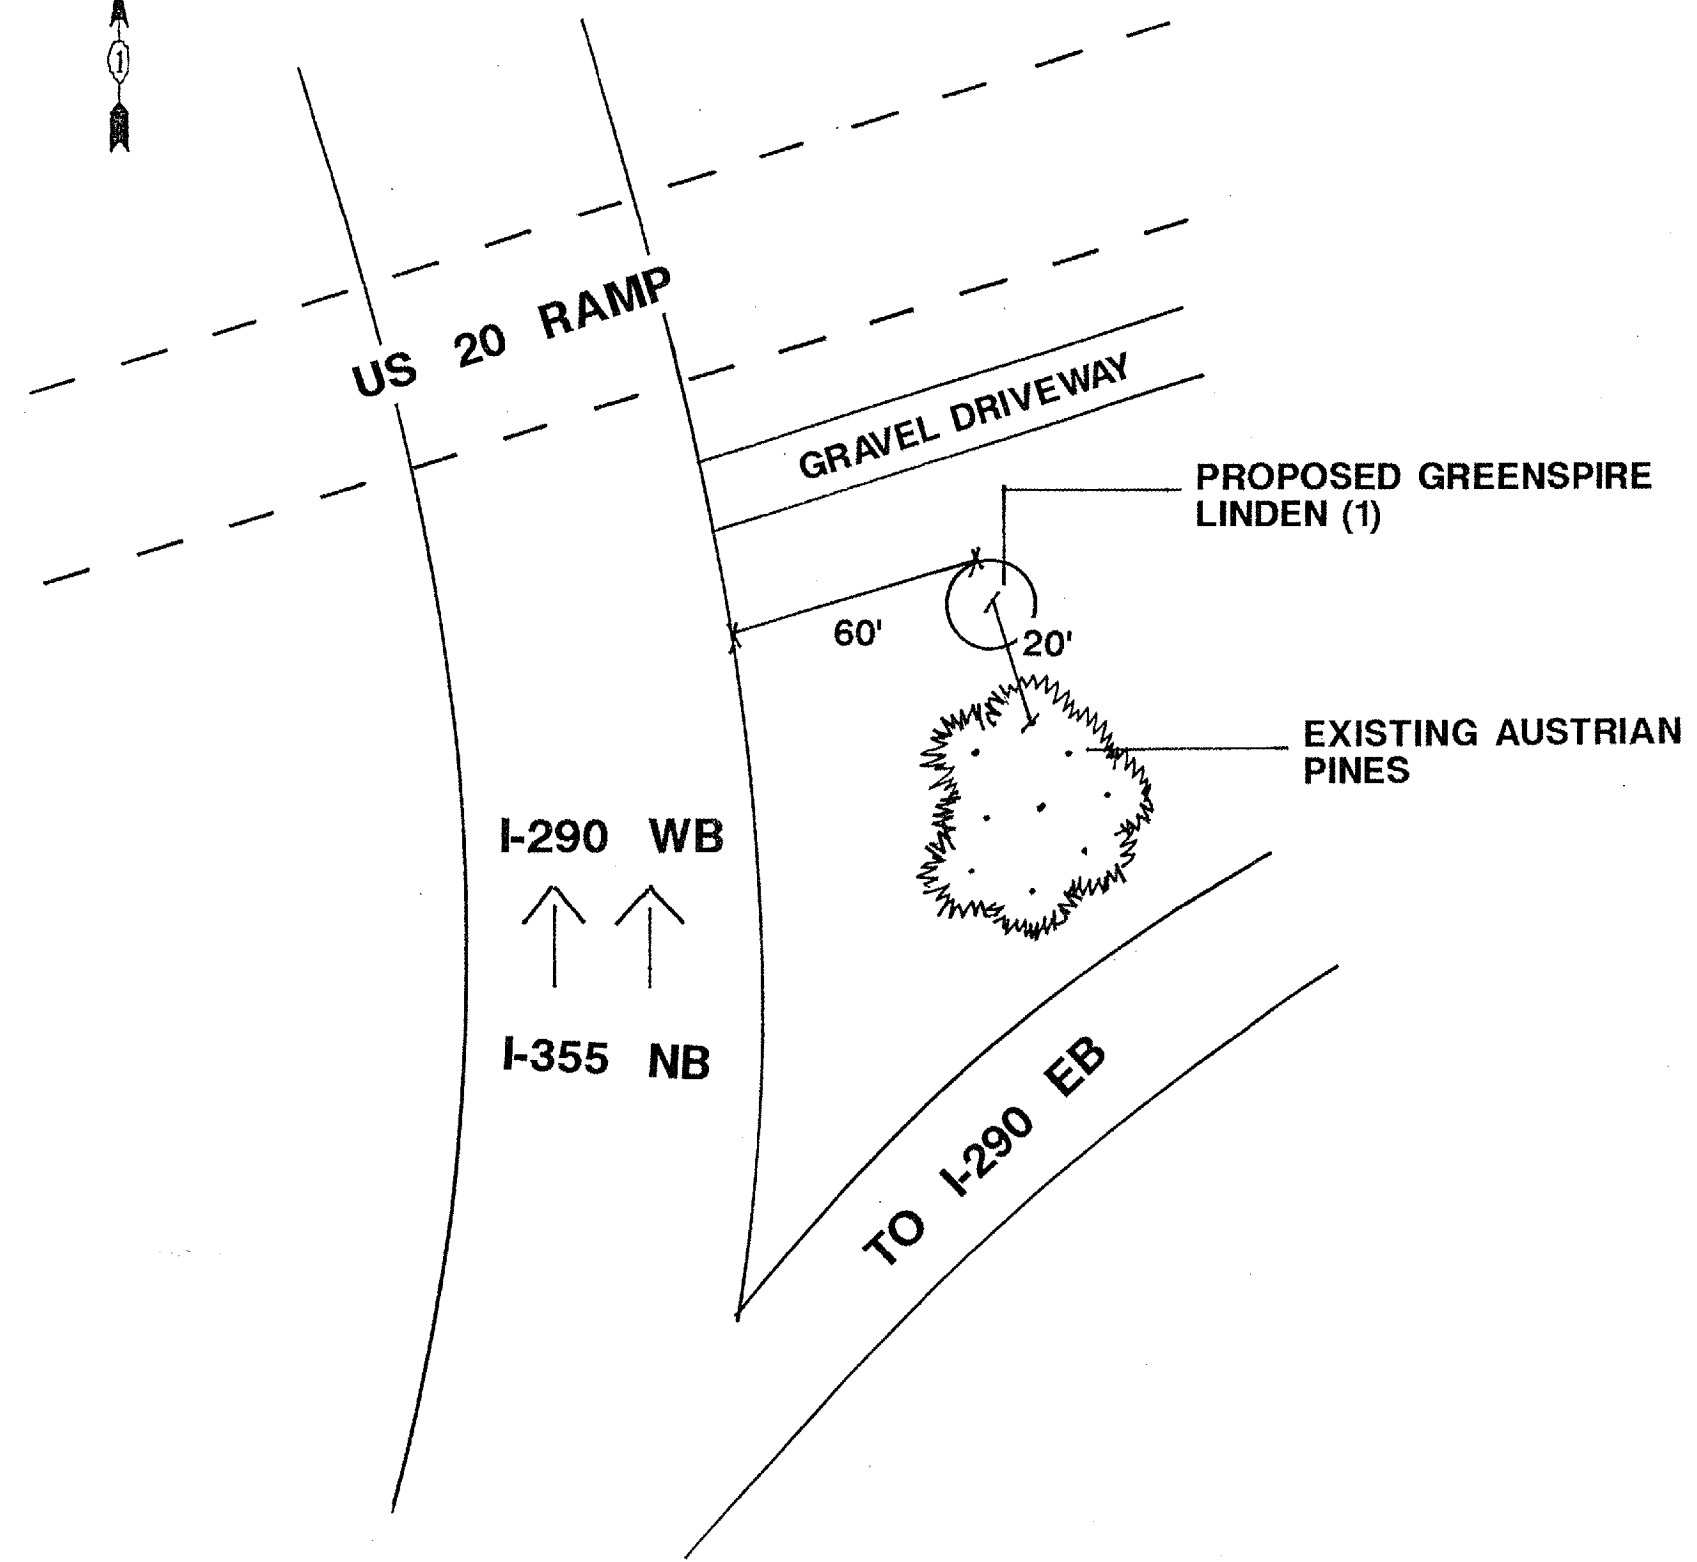 1
US 20 RAMP
GRAVEL DRIVEWAY
PROPOSED GREENSPIRE
LINDEN (1)
60'
20'
EXISTING AUSTRIAN
PINES
I-290 WB
I-355 NB
TO I-290 EB